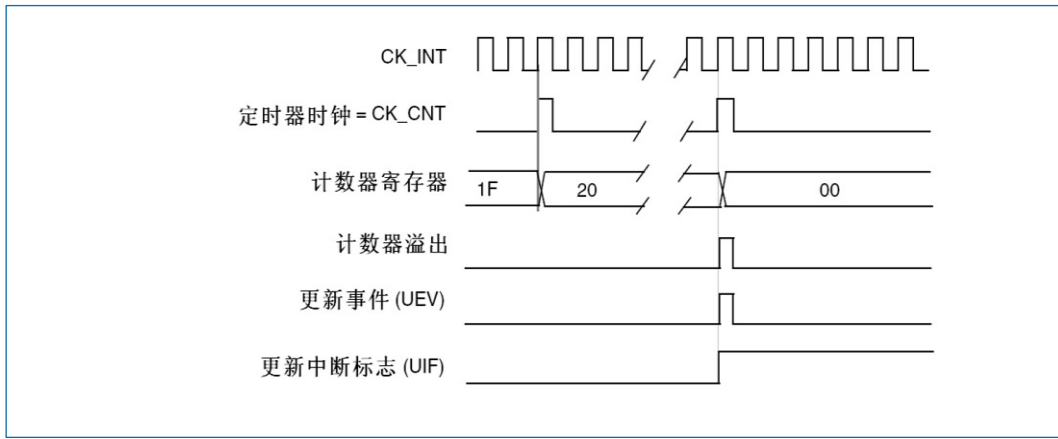 CK_INT
定时器时钟 = CK_CNT
计数器寄存器 1F 20 00
计数器溢出
更新事件 (UEV)
更新中断标志 (UIF)